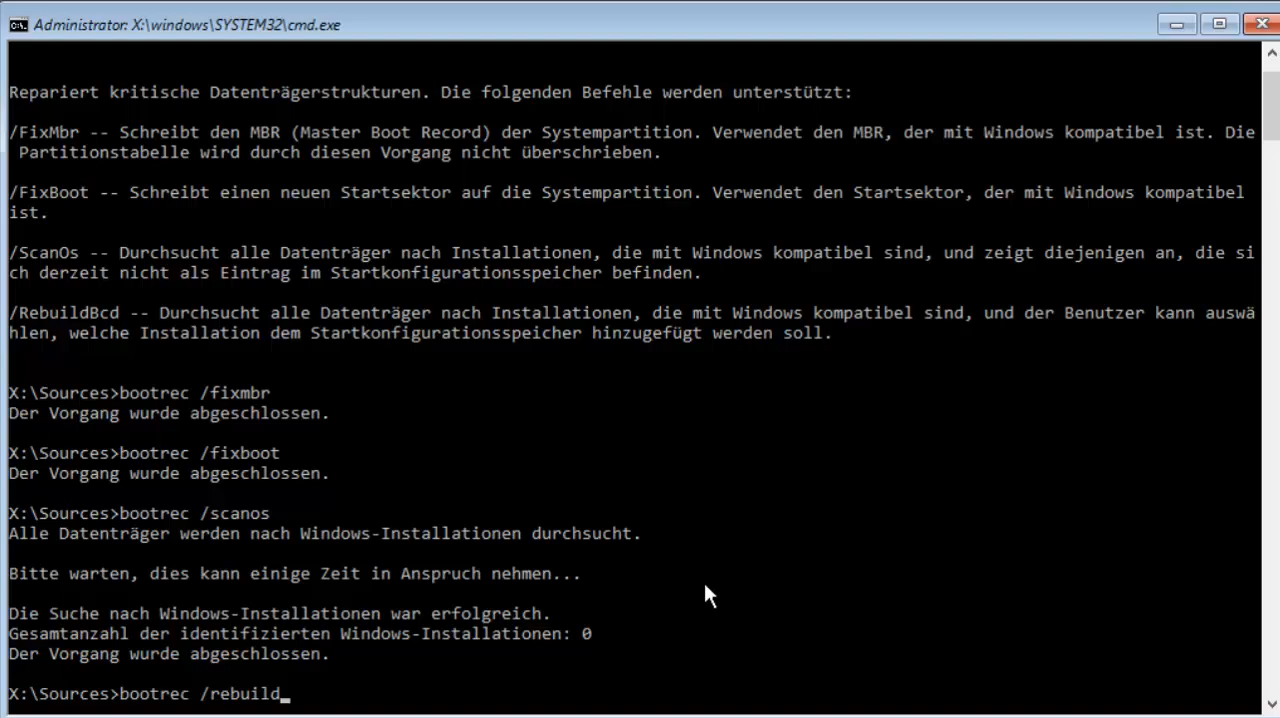 Administrator: X:\windows\SYSTEM32\cmd.exe
Repariert kritische Datenträgerstrukturen. Die folgenden Befehle werden unterstützt:
/FixMbr -- Schreibt den MBR (Master Boot Record) der Systempartition. Verwendet den MBR, der mit Windows kompatibel ist. Die
Partitionstabelle wird durch diesen Vorgang nicht überschrieben.
/FixBoot -- Schreibt einen neuen Startsektor auf die Systempartition. Verwendet den Startsektor, der mit Windows kompatibel
ist.
/ScanOs -- Durchsucht alle Datenträger nach Installationen, die mit Windows kompatibel sind, und zeigt diejenigen an, die si
ch derzeit nicht als Eintrag im Startkonfigurationsspeicher befinden.
/RebuildBcd -- Durchsucht alle Datenträger nach Installationen, die mit Windows kompatibel sind, und der Benutzer kann auswä
hlen, welche Installation dem Startkonfigurationsspeicher hinzugefügt werden soll.
X:\Sources>bootrec /fixmbr
Der Vorgang wurde abgeschlossen.
X:\Sources>bootrec /fixboot
Der Vorgang wurde abgeschlossen.
X:\Sources>bootrec /scanos
Alle Datenträger werden nach Windows-Installationen durchsucht.
Bitte warten, dies kann einige Zeit in Anspruch nehmen...
Die Suche nach Windows-Installationen war erfolgreich.
Gesamtanzahl der identifizierten Windows-Installationen: 0
Der Vorgang wurde abgeschlossen.
X:\Sources>bootrec /rebuild_